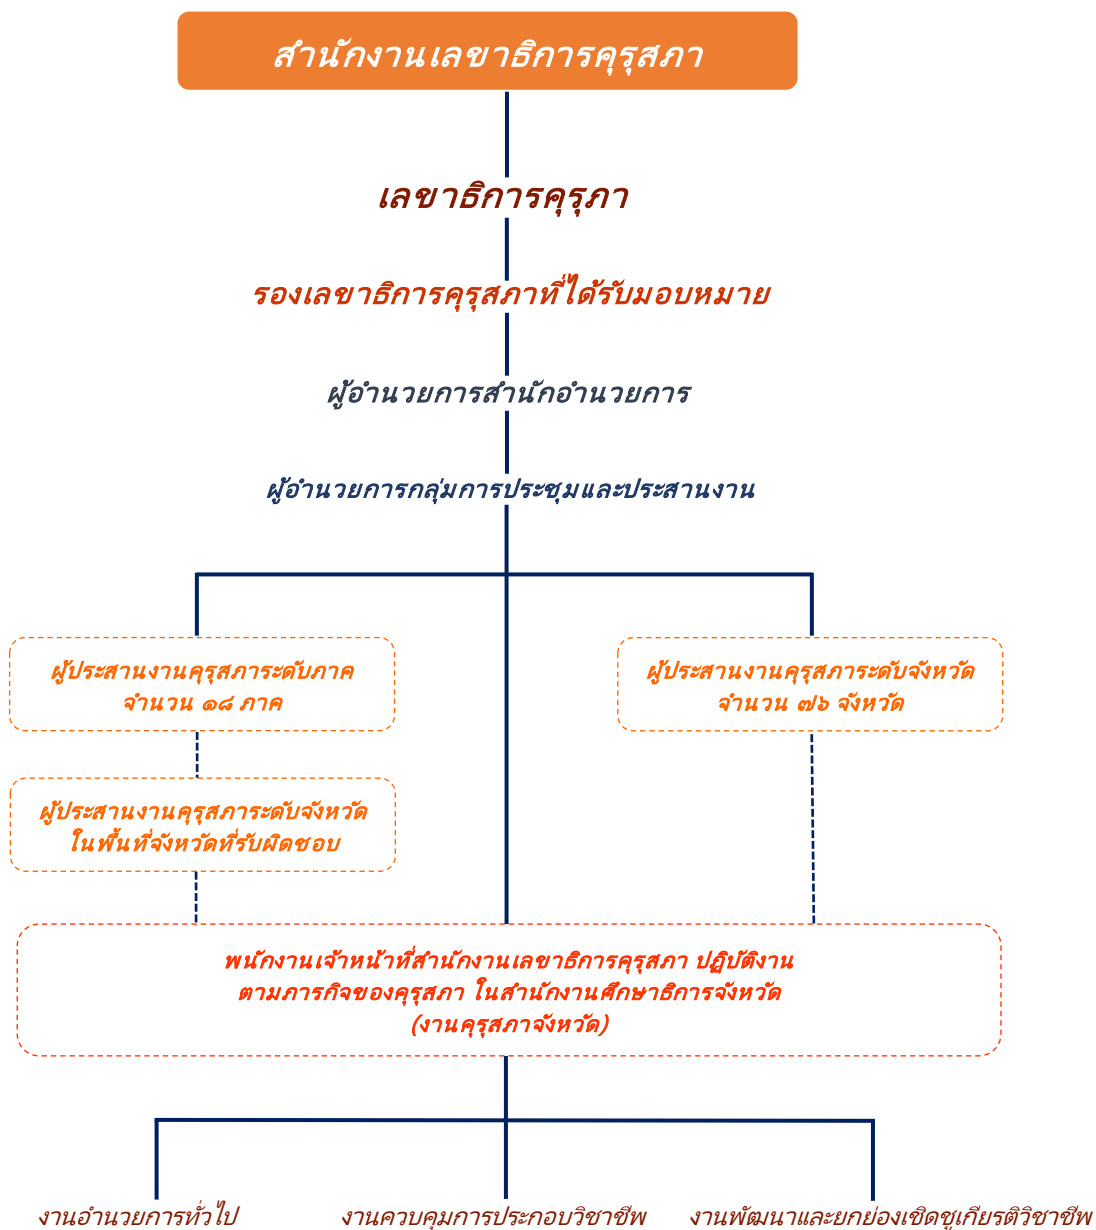 สำนักงานเลขาธิการคุรุสภา
เลขาธิการคุรุภา
รองเลขาธิการคุรุสภาที่ได้รับมอบหมาย
ผู้อำนวยการสำนักอำนวยการ
ผู้อำนวยการกลุ่มการประชุมและประสานงาน
ผู้ประสานงานคุรุสภาระดับภาค
จำนวน ๑๘ ภาค
ผู้ประสานงานคุรุสภาระดับจังหวัด
จำนวน ๗๖ จังหวัด
ผู้ประสานงานคุรุสภาระดับจังหวัด
ในพื้นที่จังหวัดที่รับผิดชอบ
พนักงานเจ้าหน้าที่สำนักงานเลขาธิการคุรุสภา ปฏิบัติงาน
ตามภารกิจของคุรุสภา ในสำนักงานศึกษาธิการจังหวัด
(งานคุรุสภาจังหวัด)
งานอำนวยการทั่วไป
งานควบคุมการประกอบวิชาชีพ
งานพัฒนาและยกย่องเชิดชูเกียรติวิชาชีพ